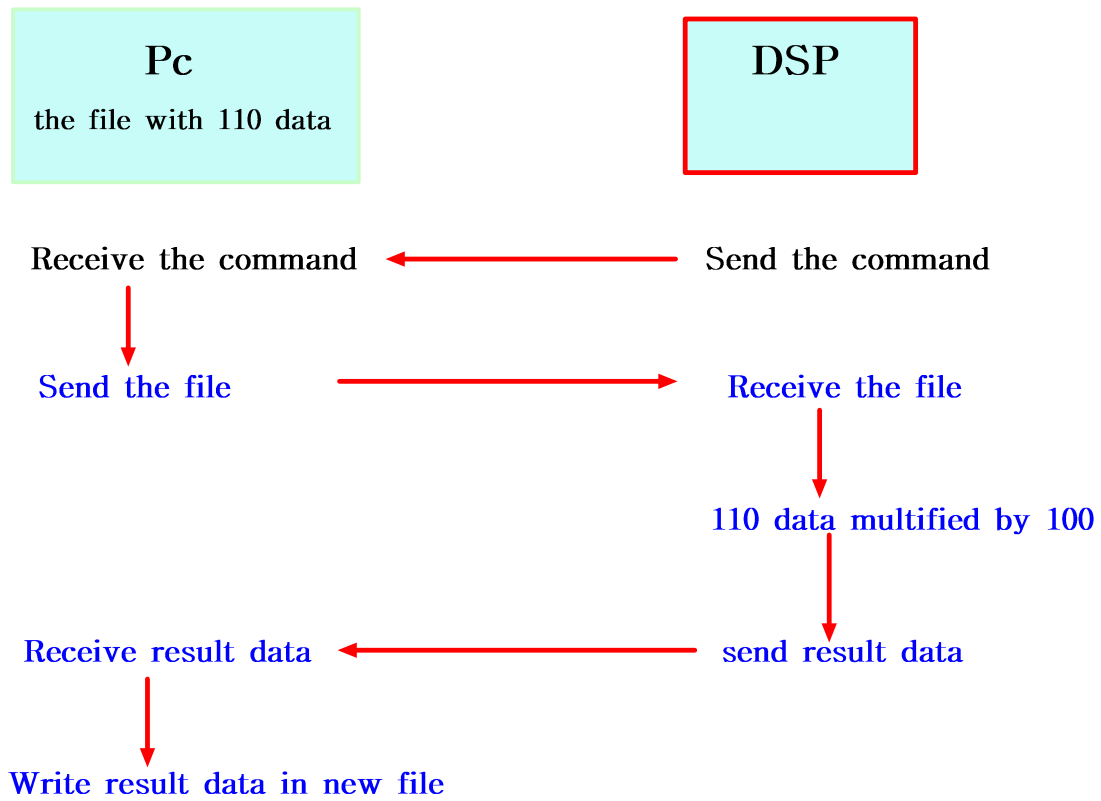 Pc
the file with 110 data
DSP
Receive the command
Send the command
Send the file
Receive the file
110 data multified by 100
Receive result data
send result data
Write result data in new file